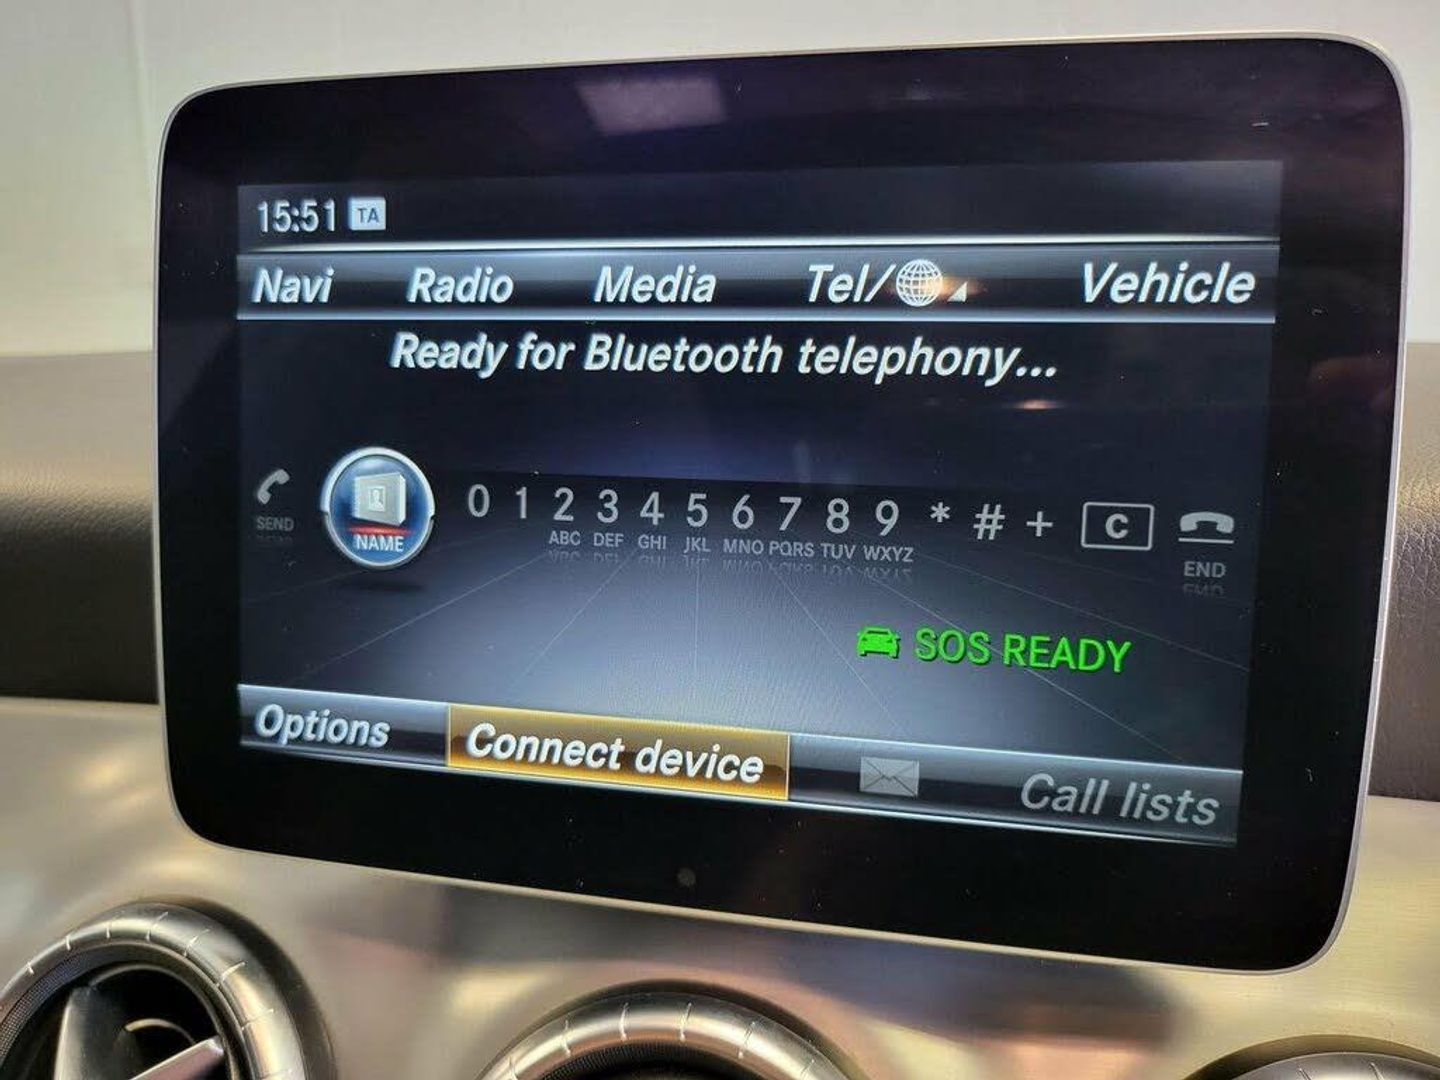 15:51 TA
Navi Radio Media Tel/ Vehicle
Ready for Bluetooth telephony...
SEND NAME 0 1 2 3 4 5 6 7 8 9 * # + C END
ABC DEF GHI JKL MNO PQRS TUV WXYZ
SOS READY
Options Connect device Call lists